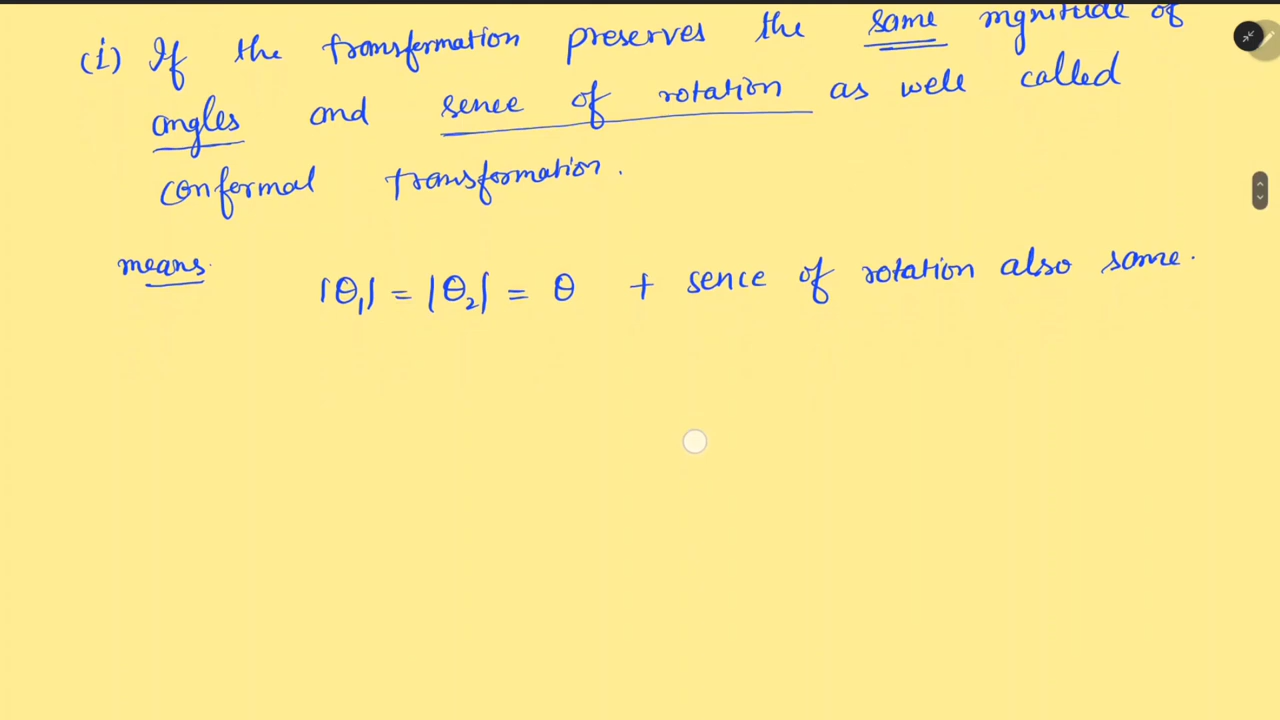 (i) If the transformation preserves the same mgnitude of
angles and sence of rotation as well called
conformal transformation.
means. |θ₁| = |θ₂| = θ + sence of rotation also same.